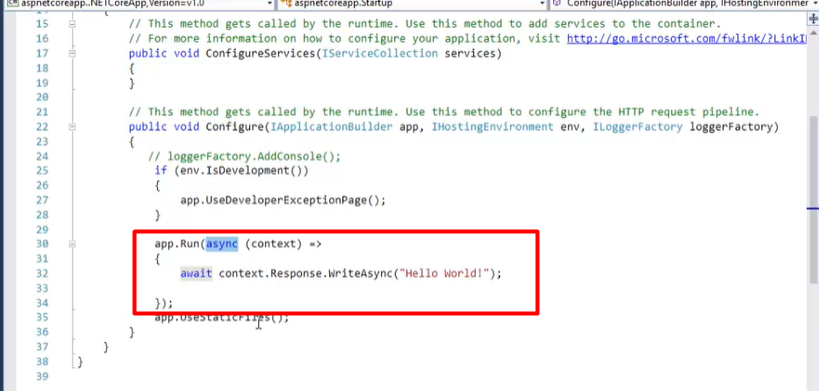 aspnetcoreapp..NETCoreApp,Version=v1.0 aspnetcoreapp.Startup Configure(IApplicationBuilder app, IHostingEnvironmer
15 // This method gets called by the runtime. Use this method to add services to the container.
16 // For more information on how to configure your application, visit http://go.microsoft.com/fwlink/?LinkI
17 public void ConfigureServices(IServiceCollection services)
18 {
19 }
20
21 // This method gets called by the runtime. Use this method to configure the HTTP request pipeline.
22 public void Configure(IApplicationBuilder app, IHostingEnvironment env, ILoggerFactory loggerFactory)
23 {
24 // loggerFactory.AddConsole();
25 if (env.IsDevelopment())
26 {
27 app.UseDeveloperExceptionPage();
28 }
29
30 app.Run(async (context) =>
31 {
32 await context.Response.WriteAsync("Hello World!");
33
34 });
35 app.UseStaticFiles();
36 }
37 }
38 }
39